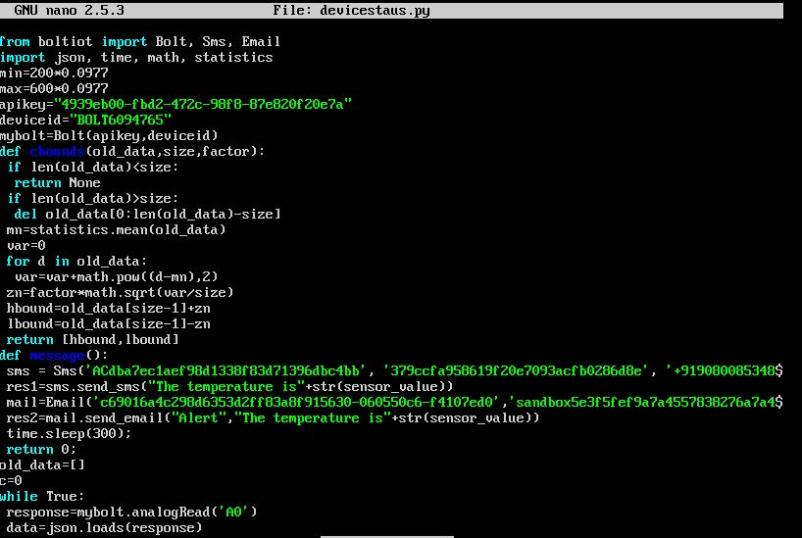 GNU nano 2.5.3 File: devicestaus.py
from boltiot import Bolt, Sms, Email
import json, time, math, statistics
min=200*0.0977
max=600*0.0977
apikey="4939eb00-fbd2-472c-98f8-87e820f20e7a"
deviceid="BOLT6094765"
mybolt=Bolt(apikey,deviceid)
def cbounds(old_data,size,factor):
if len(old_data)<size:
return None
if len(old_data)>size:
del old_data[0:len(old_data)-size]
mn=statistics.mean(old_data)
var=0
for d in old_data:
var=var+math.pow((d-mn),2)
zn=factor*math.sqrt(var/size)
hbound=old_data[size-1]+zn
lbound=old_data[size-1]-zn
return [hbound,lbound]
def message():
sms = Sms('ACdba7ec1aef98d1338f83d71396dbc4bb', '379ccfa958619f20e7093acfb0286d8e', '+919080085348$
res1=sms.send_sms("The temperature is"+str(sensor_value))
mail=Email('c69016a4c298d6353d2ff83a8f915630-060550c6-f4107ed0','sandbox5e3f5fef9a7a4557838276a7a4$
res2=mail.send_email("Alert","The temperature is"+str(sensor_value))
time.sleep(300);
return 0;
old_data=[]
c=0
while True:
response=mybolt.analogRead('A0')
data=json.loads(response)